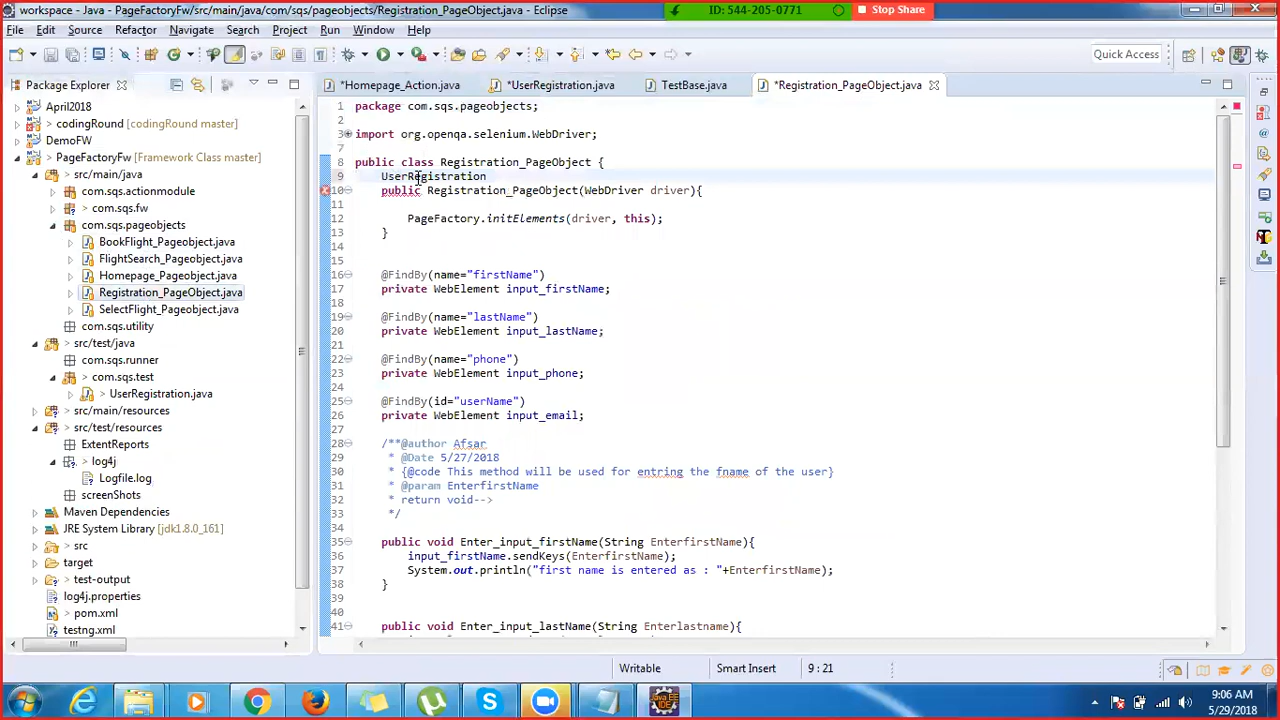 workspace - Java - PageFactoryFw/src/main/java/com/sqs/pageobjects/Registration_PageObject.java - Eclipse
ID: 544-205-0771
Stop Share
File Edit Source Refactor Navigate Search Project Run Window Help
Quick Access
Package Explorer
*Homepage_Action.java
*UserRegistration.java
TestBase.java
*Registration_PageObject.java
April2018
> codingRound [codingRound master]
DemoFW
> PageFactoryFw [Framework Class master]
> src/main/java
com.sqs.actionmodule
> com.sqs.fw
com.sqs.pageobjects
BookFlight_Pageobject.java
FlightSearch_Pageobject.java
Homepage_Pageobject.java
Registration_PageObject.java
SelectFlight_Pageobject.java
com.sqs.utility
> src/test/java
com.sqs.runner
> com.sqs.test
> UserRegistration.java
> src/main/resources
> src/test/resources
ExtentReports
> log4j
> Logfile.log
screenShots
Maven Dependencies
JRE System Library [jdk1.8.0_161]
> src
target
> test-output
log4j.properties
> pom.xml
testng.xml
1 package com.sqs.pageobjects;
2
3 import org.openqa.selenium.WebDriver;
7
8 public class Registration_PageObject {
9 UserRegistration
10 public Registration_PageObject(WebDriver driver){
11
12 PageFactory.initElements(driver, this);
13 }
14
15
16 @FindBy(name="firstName")
17 private WebElement input_firstName;
18
19 @FindBy(name="lastName")
20 private WebElement input_lastName;
21
22 @FindBy(name="phone")
23 private WebElement input_phone;
24
25 @FindBy(id="userName")
26 private WebElement input_email;
27
28 /**@author Afsar
29 * @Date 5/27/2018
30 * {@code This method will be used for entring the fname of the user}
31 * @param EnterfirstName
32 * return void-->
33 */
34
35 public void Enter_input_firstName(String EnterfirstName){
36 input_firstName.sendKeys(EnterfirstName);
37 System.out.println("first name is entered as : "+EnterfirstName);
38 }
39
40
41 public void Enter_input_lastName(String Enterlastname){
Writable
Smart Insert
9 : 21
9:06 AM
5/29/2018